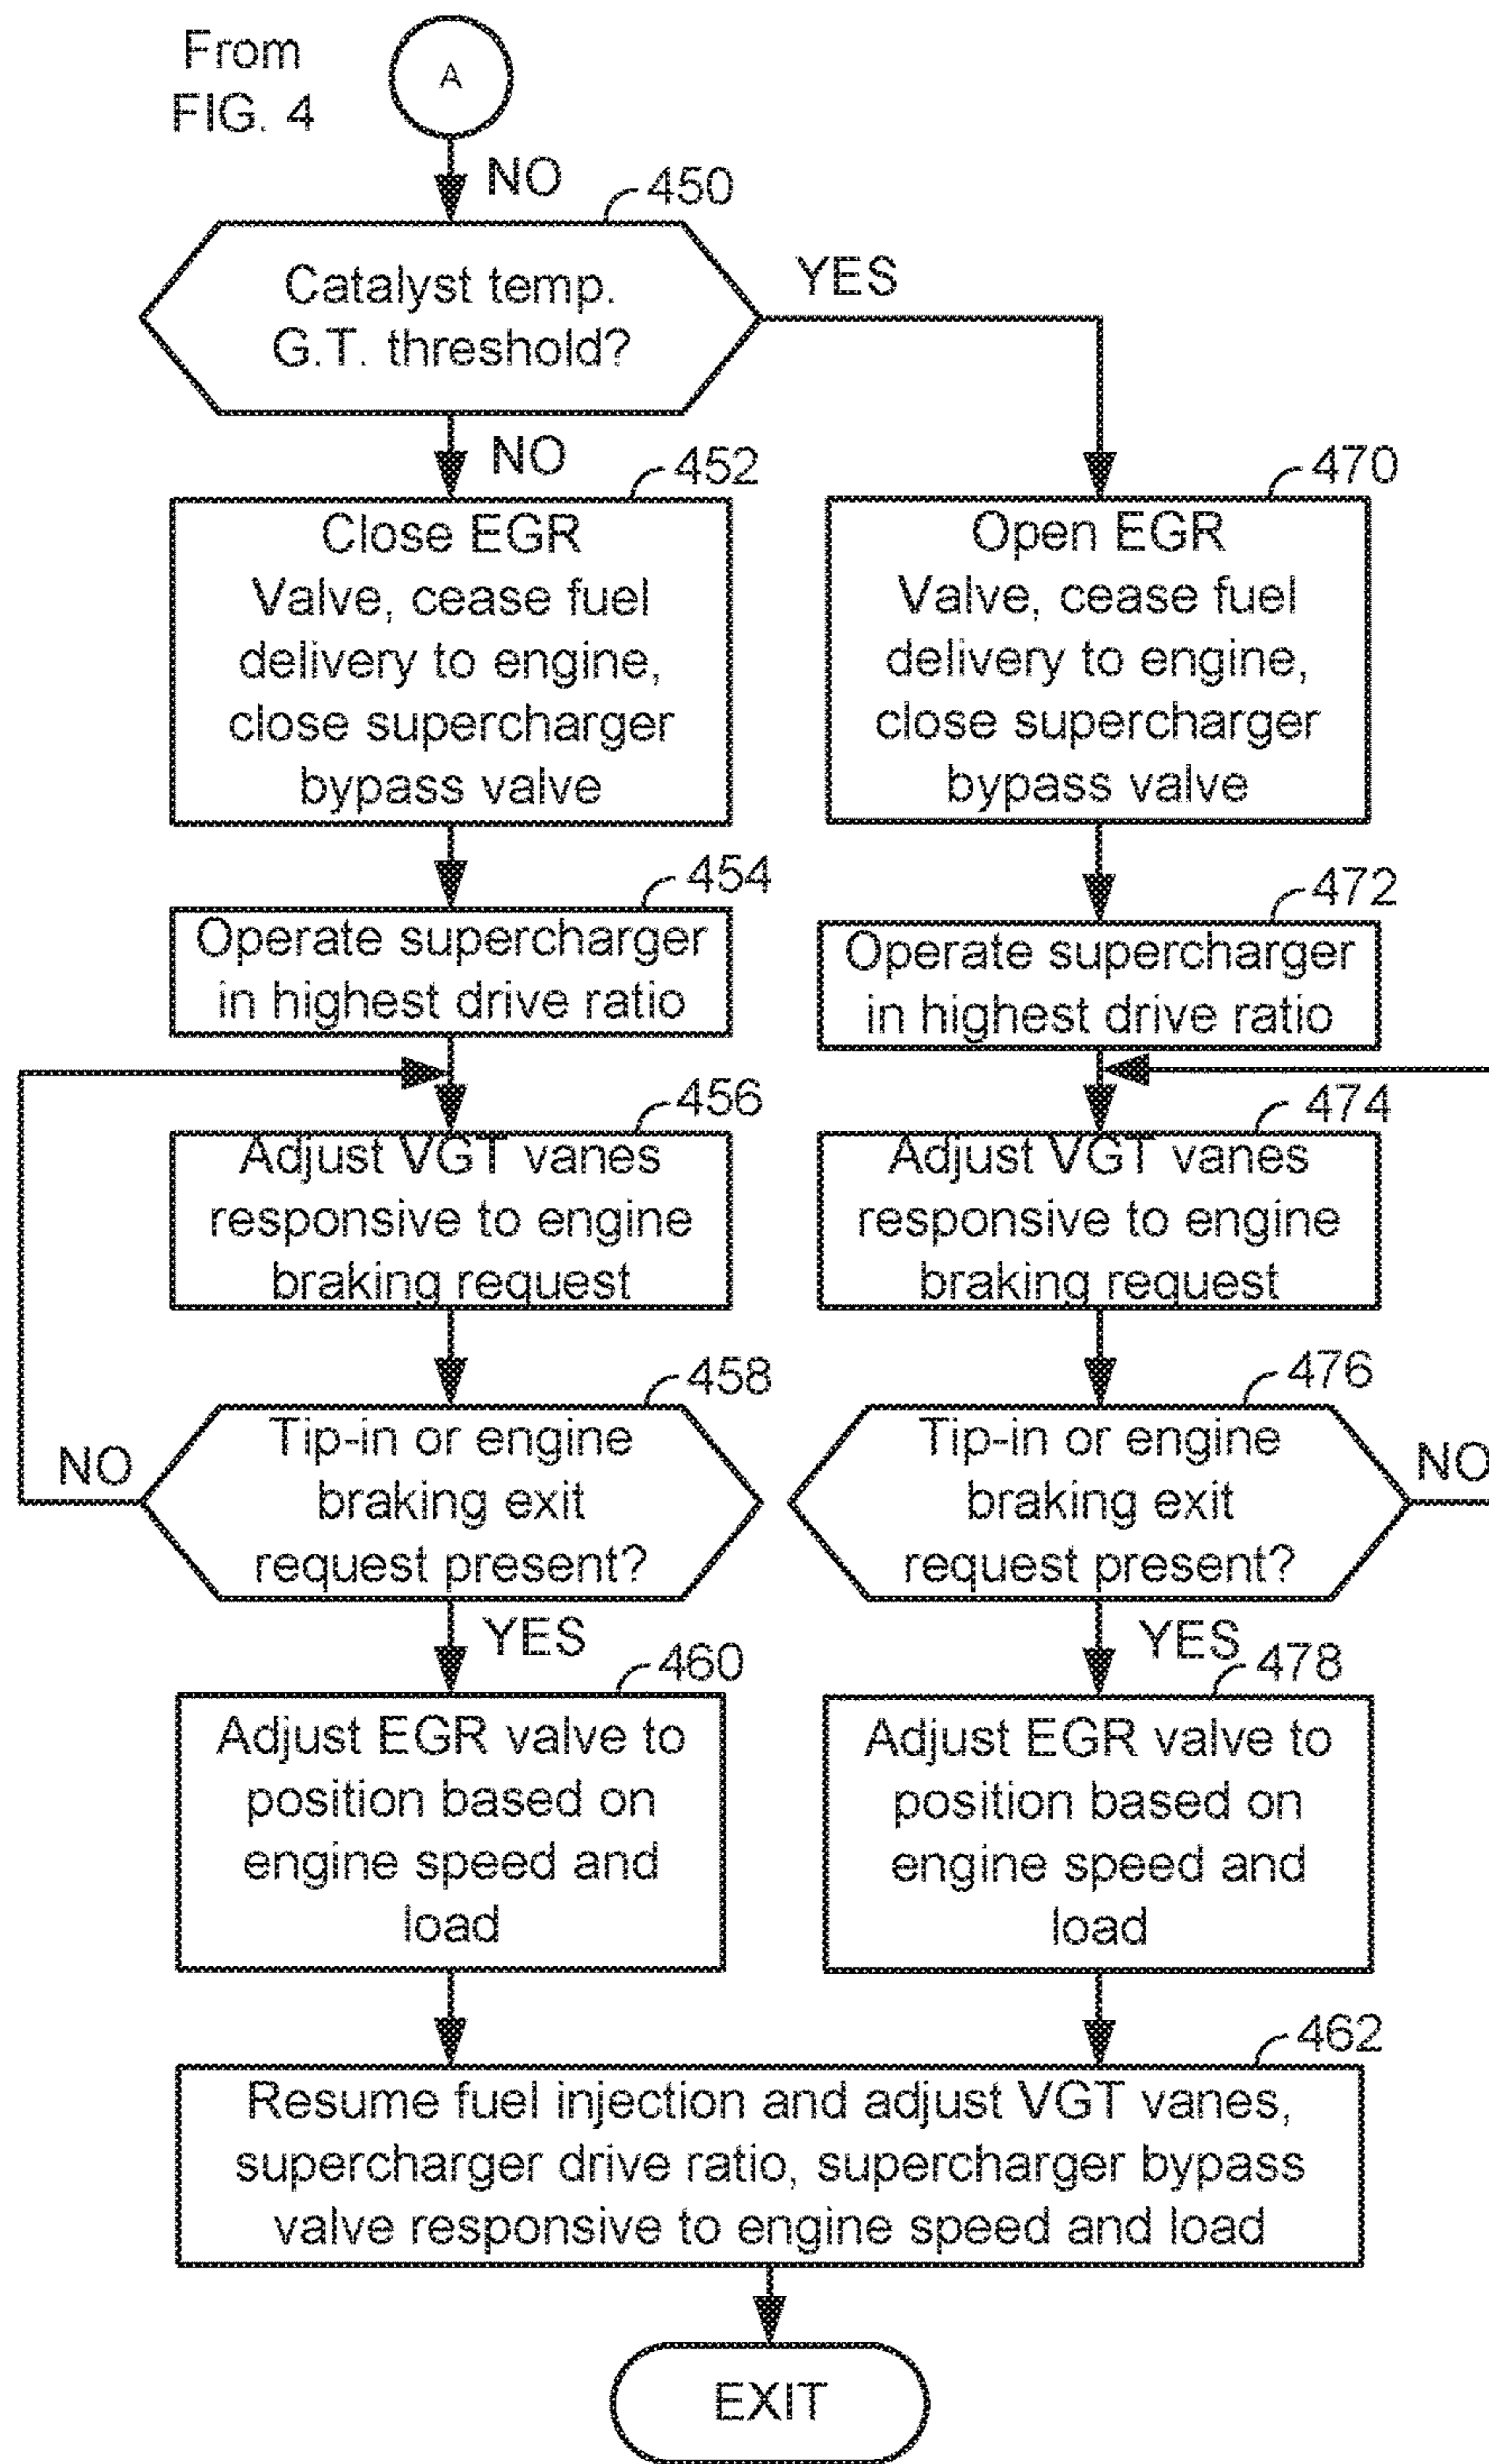 From
FIG. 4
A
NO
450
Catalyst temp.
G.T. threshold?
YES
NO
452
Close EGR
Valve, cease fuel
delivery to engine,
close supercharger
bypass valve
470
Open EGR
Valve, cease fuel
delivery to engine,
close supercharger
bypass valve
454
Operate supercharger
in highest drive ratio
472
Operate supercharger
in highest drive ratio
456
Adjust VGT vanes
responsive to engine
braking request
474
Adjust VGT vanes
responsive to engine
braking request
458
Tip-in or engine
braking exit
request present?
NO
YES
476
Tip-in or engine
braking exit
request present?
NO
YES
460
Adjust EGR valve to
position based on
engine speed and
load
478
Adjust EGR valve to
position based on
engine speed and
load
462
Resume fuel injection and adjust VGT vanes,
supercharger drive ratio, supercharger bypass
valve responsive to engine speed and load
EXIT